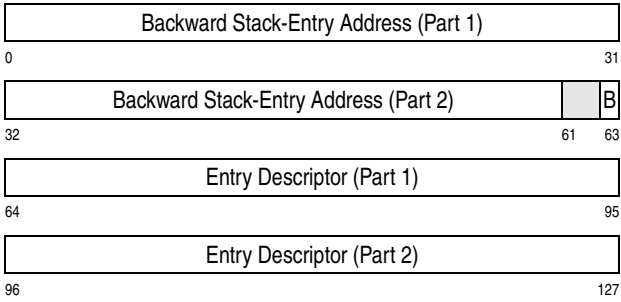 Backward Stack-Entry Address (Part 1)
0 31
Backward Stack-Entry Address (Part 2) B
32 61 63
Entry Descriptor (Part 1)
64 95
Entry Descriptor (Part 2)
96 127